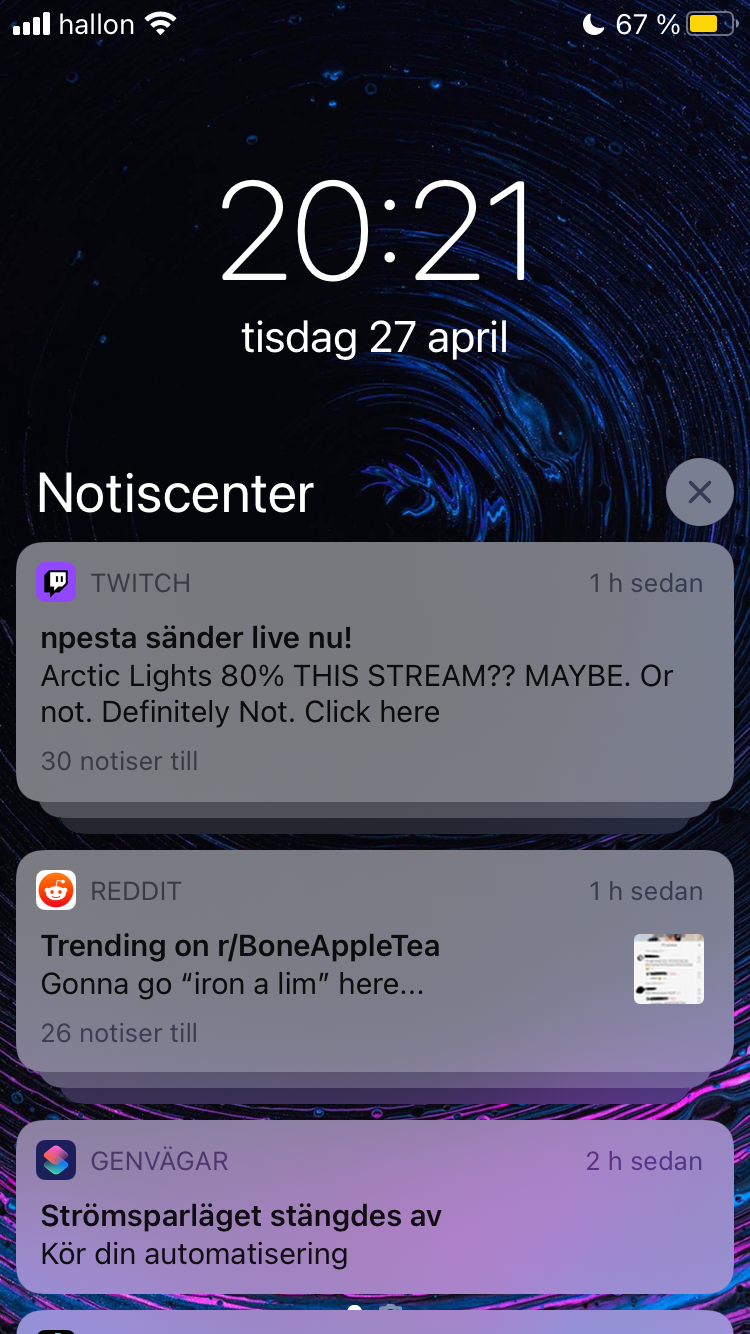 hallon 67 %
20:21
tisdag 27 april
Notiscenter
TWITCH 1 h sedan
npesta sänder live nu!
Arctic Lights 80% THIS STREAM?? MAYBE. Or
not. Definitely Not. Click here
30 notiser till
REDDIT 1 h sedan
Trending on r/BoneAppleTea
Gonna go “iron a lim” here...
26 notiser till
GENVÄGAR 2 h sedan
Strömsparläget stängdes av
Kör din automatisering